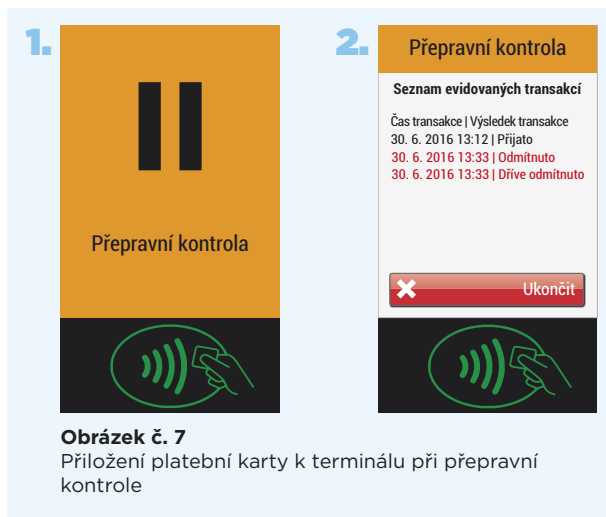 1.
Přepravní kontrola
2.
Přepravní kontrola
Seznam evidovaných transakcí
Čas transakce | Výsledek transakce
30. 6. 2016 13:12 | Přijato
30. 6. 2016 13:33 | Odmítnuto
30. 6. 2016 13:33 | Dříve odmítnuto
Ukončit
Obrázek č. 7
Přiložení platební karty k terminálu při přepravní
kontrole